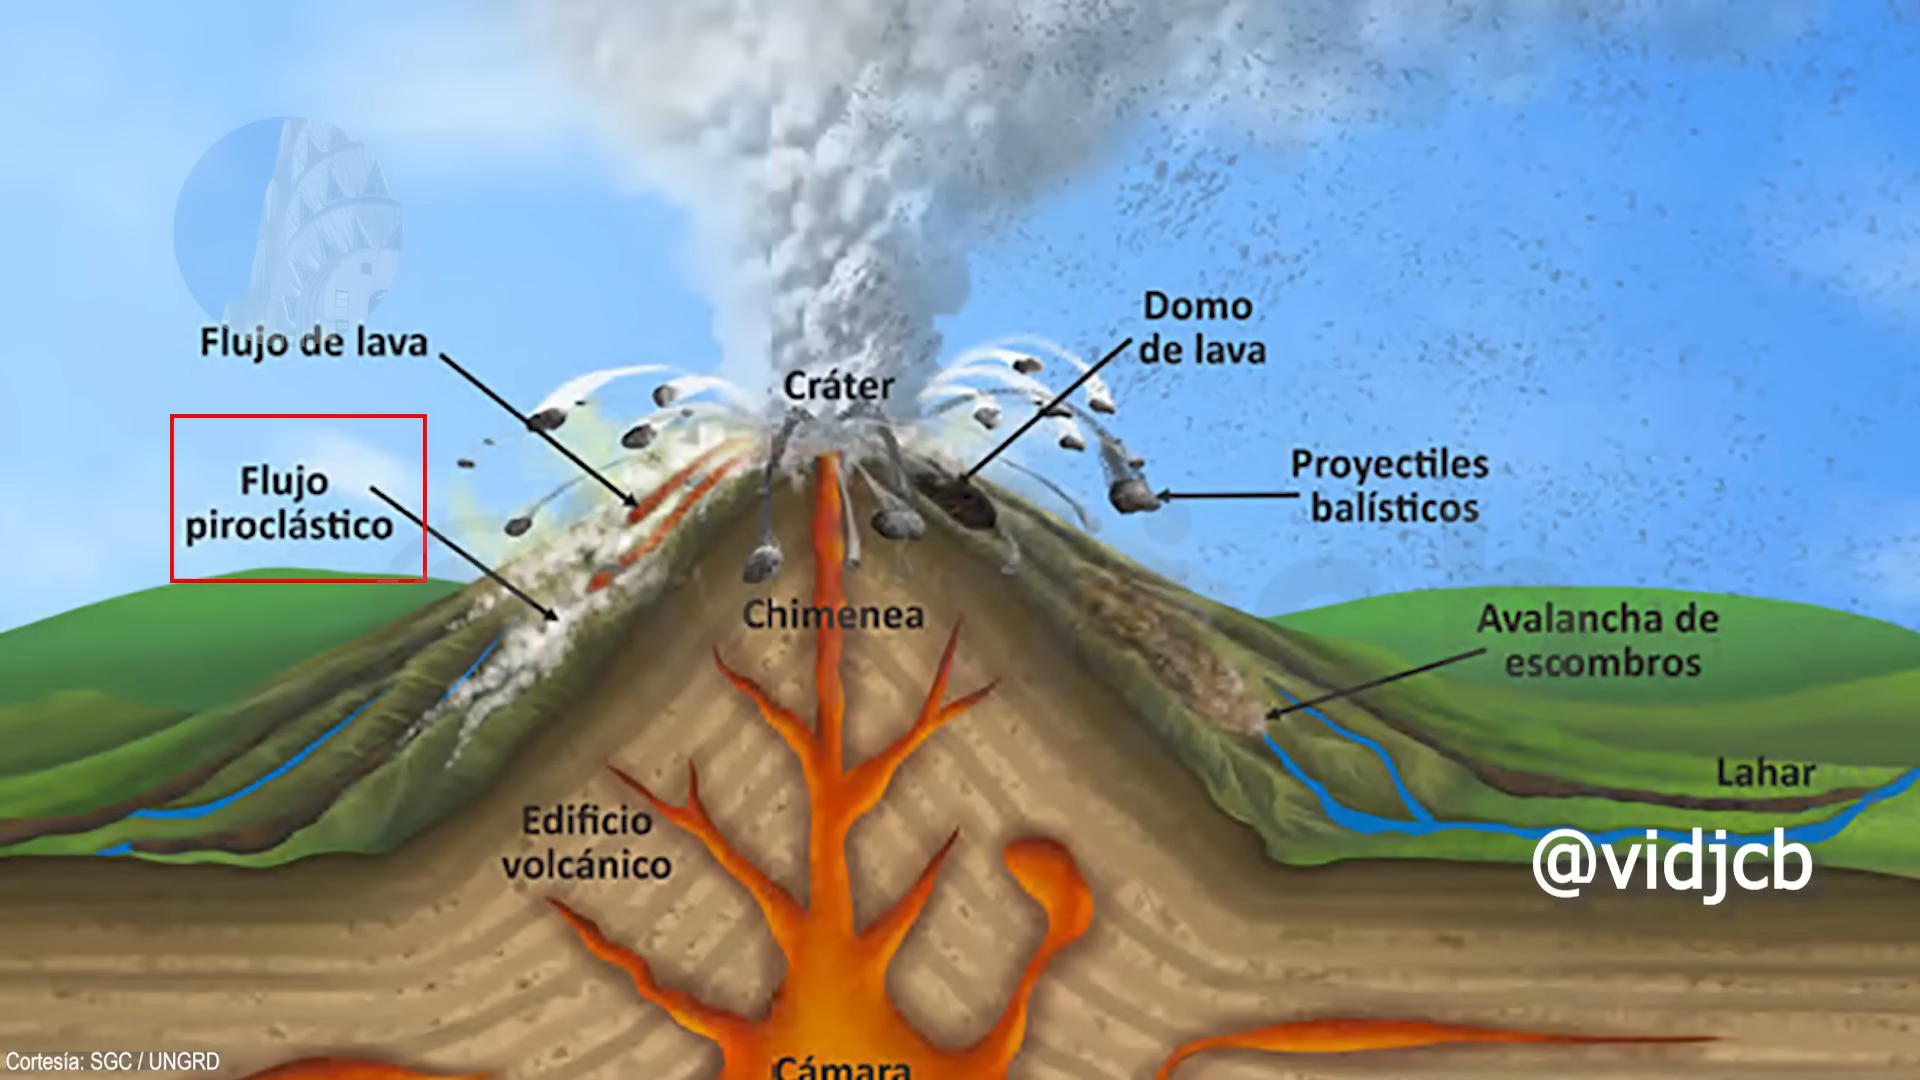 Domo
de lava
Flujo de lava
Cráter
Flujo
piroclástico
Proyectiles
balísticos
Chimenea
Avalancha de
escombros
Lahar
Edificio
volcánico
@vidjcb
Cortesía: SGC / UNGRD
Cámara